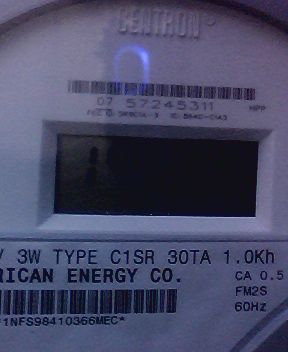 CENTRON®
07 57245311
V 3W TYPE C1SR 30TA 1.0Kh
RICAN ENERGY CO.
CA 0.5
FM2S
60Hz
*1NFS98410366MEC*